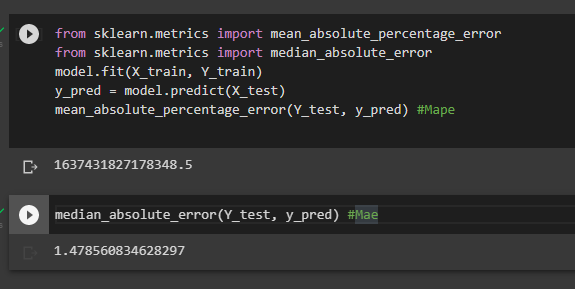 from sklearn.metrics import mean_absolute_percentage_error
from sklearn.metrics import median_absolute_error
model.fit(X_train, Y_train)
y_pred = model.predict(X_test)
mean_absolute_percentage_error(Y_test, y_pred) #Mape
1637431827178348.5
median_absolute_error(Y_test, y_pred) #Mae
1.478560834628297